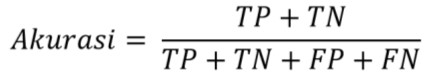 Akurasi = TP + TN / TP + TN + FP + FN